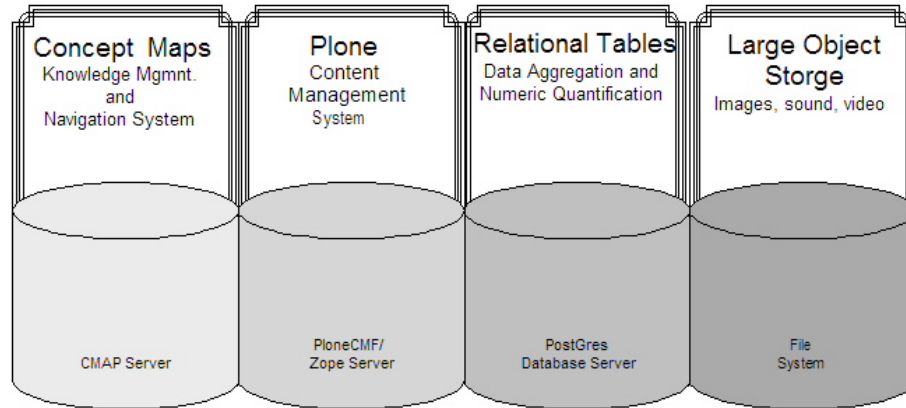 Concept Maps
Knowledge Mgmnt.
and
Navigation System
Plone
Content
Management
System
Relational Tables
Data Aggregation and
Numeric Quantification
Large Object
Storge
Images, sound, video
CMAP Server
PloneCMF/
Zope Server
PostGres
Database Server
File
System